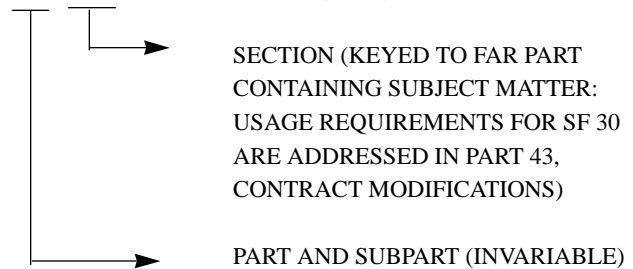 SECTION (KEYED TO FAR PART
CONTAINING SUBJECT MATTER:
USAGE REQUIREMENTS FOR SF 30
ARE ADDRESSED IN PART 43,
CONTRACT MODIFICATIONS)
PART AND SUBPART (INVARIABLE)